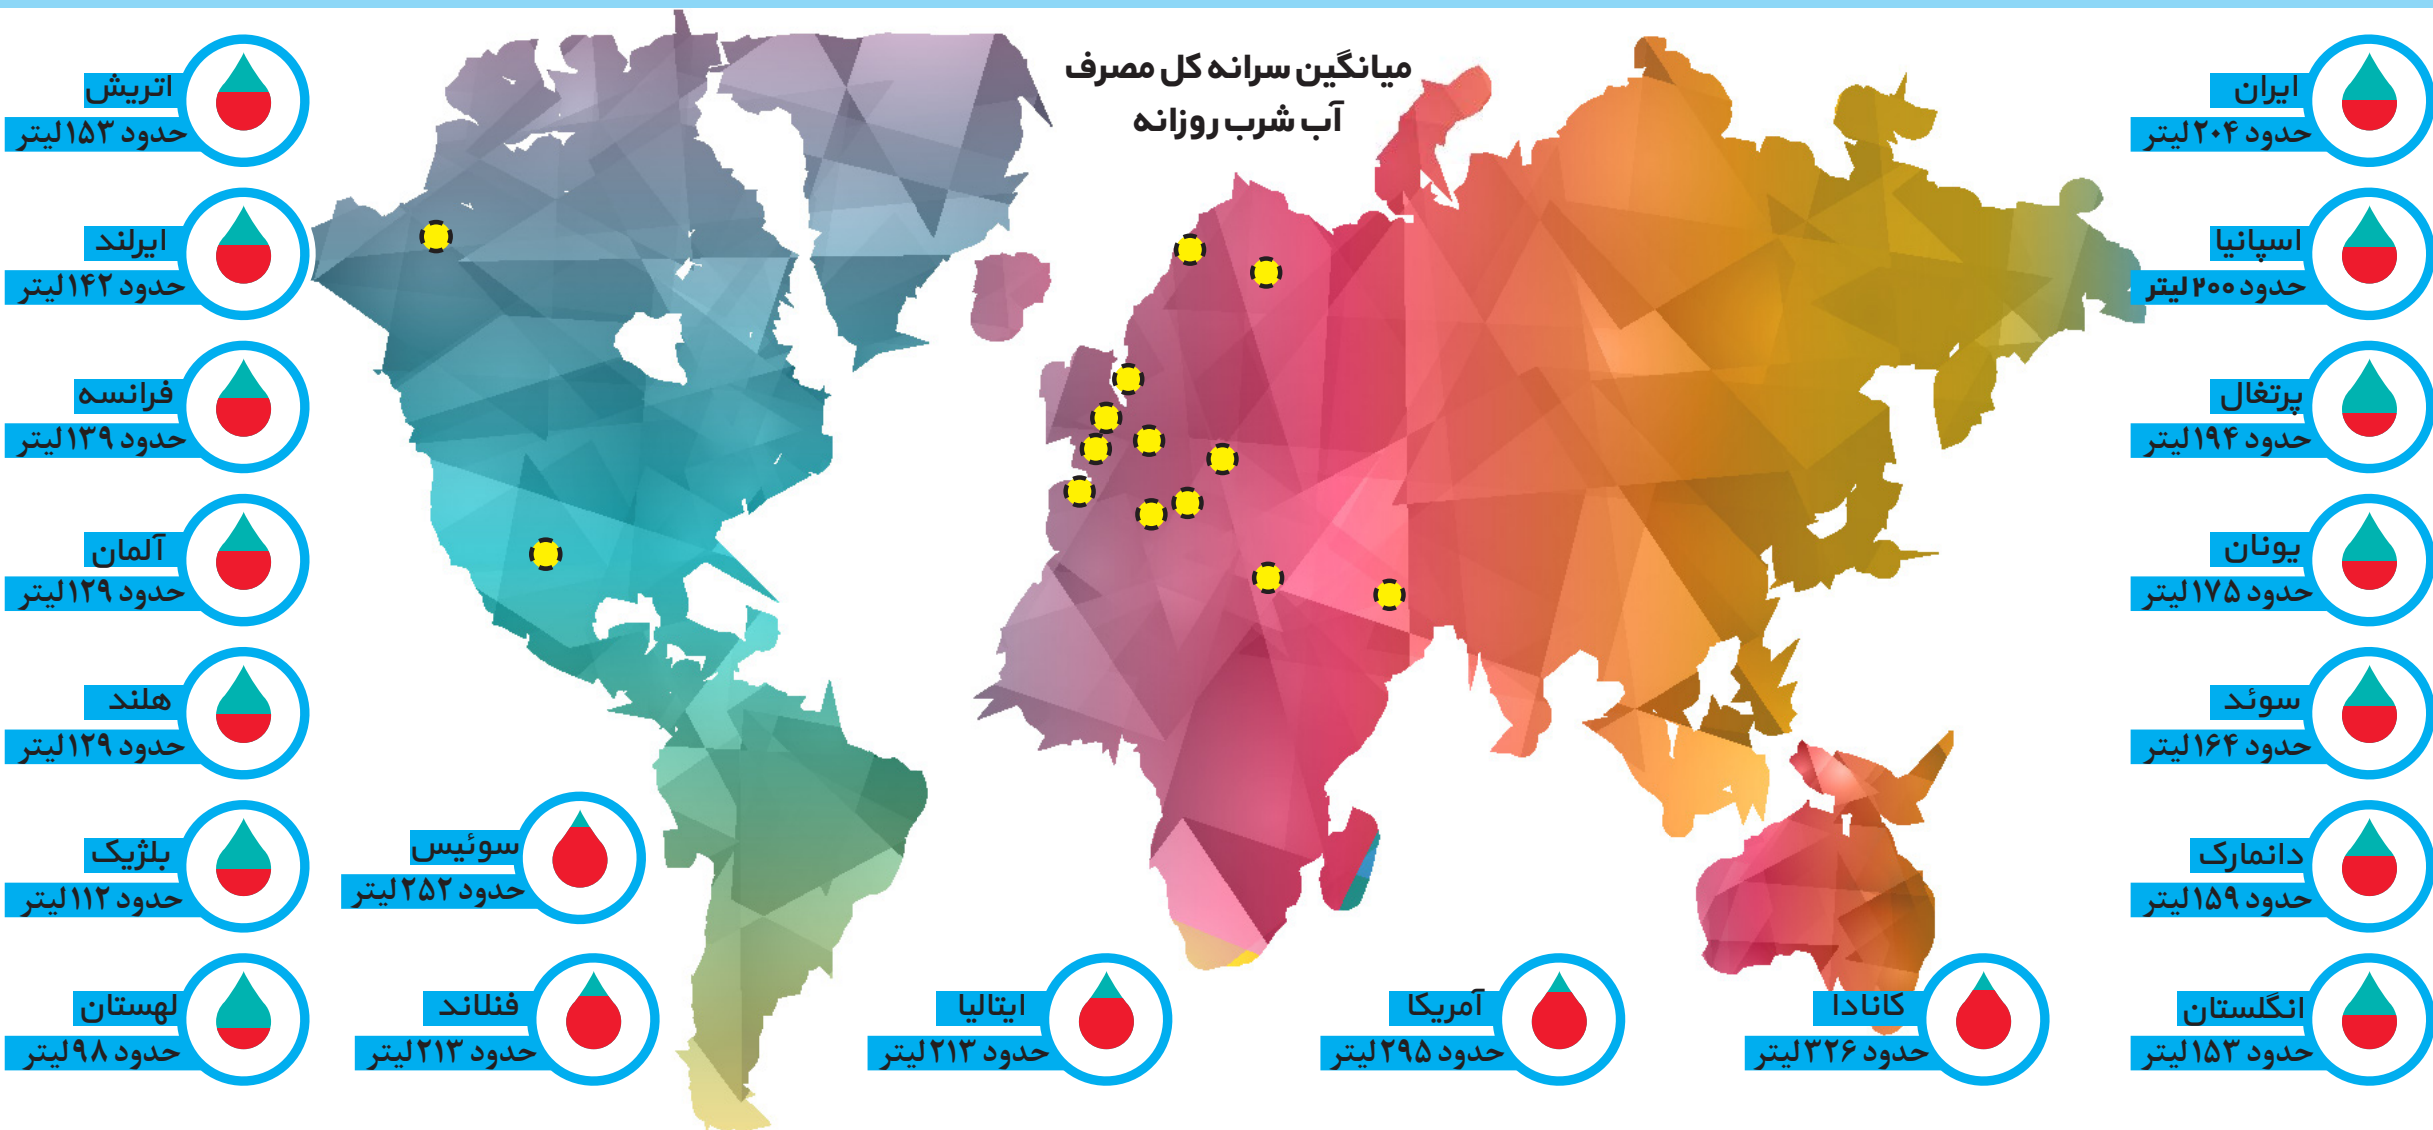 میانگین سرانه کل مصرف
آب شرب روزانه
ایران
حدود ۲۰۴ لیتر
اسپانیا
حدود ۲۰۰ لیتر
پرتغال
حدود ۱۹۴ لیتر
یونان
حدود ۱۷۵ لیتر
سوئد
حدود ۱۶۴ لیتر
دانمارک
حدود ۱۵۹ لیتر
انگلستان
حدود ۱۵۳ لیتر
کانادا
حدود ۳۲۶ لیتر
آمریکا
حدود ۲۹۵ لیتر
ایتالیا
حدود ۲۱۳ لیتر
سوئیس
حدود ۲۵۲ لیتر
فنلاند
حدود ۲۱۳ لیتر
اتریش
حدود ۱۵۳ لیتر
ایرلند
حدود ۱۴۲ لیتر
فرانسه
حدود ۱۳۹ لیتر
آلمان
حدود ۱۲۹ لیتر
هلند
حدود ۱۲۹ لیتر
بلژیک
حدود ۱۱۲ لیتر
لهستان
حدود ۹۸ لیتر